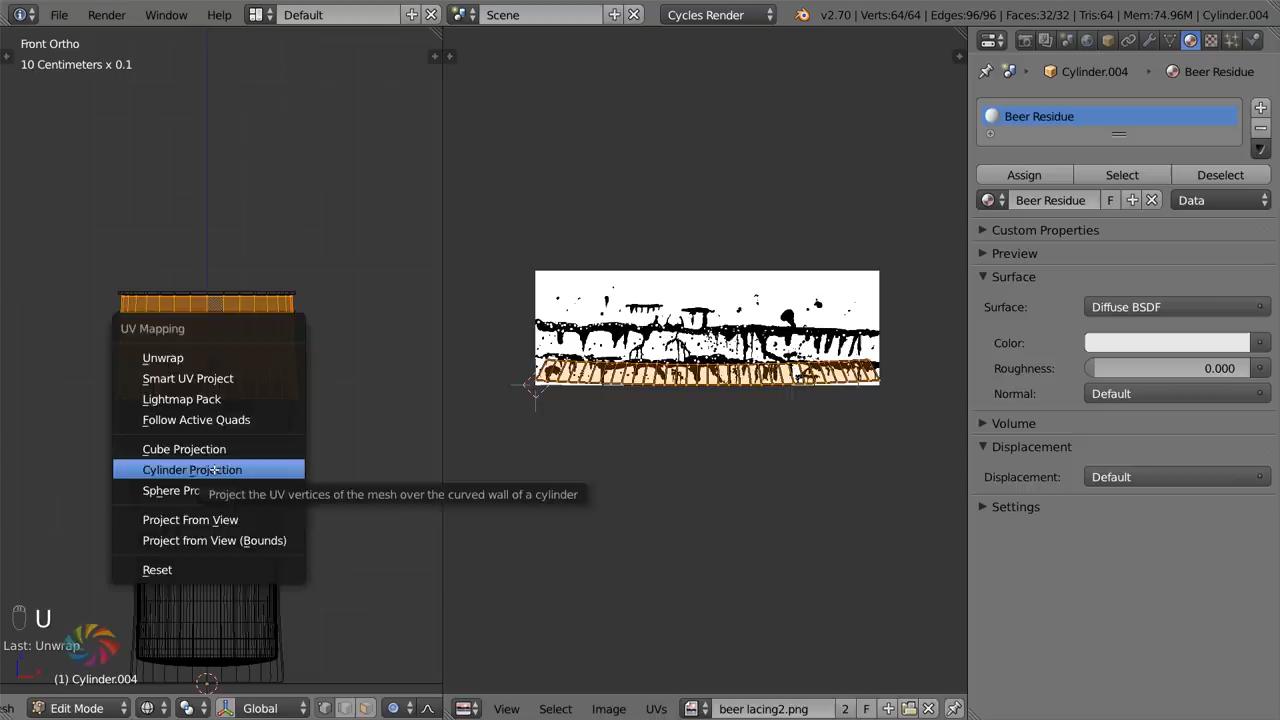 File Render Window Help Default Scene Cycles Render v2.70 | Verts:64/64 | Edges:96/96 | Faces:32/32 | Tris:64 | Mem:74.96M | Cylinder.004
Front Ortho
10 Centimeters x 0.1
Cylinder.004 Beer Residue
Beer Residue
Assign Select Deselect
Beer Residue F Data
Custom Properties
Preview
Surface
Surface: Diffuse BSDF
Color:
Roughness: 0.000
Normal: Default
Volume
Displacement
Displacement: Default
Settings
UV Mapping
Unwrap
Smart UV Project
Lightmap Pack
Follow Active Quads
Cube Projection
Cylinder Projection
Sphere Pro
Project the UV vertices of the mesh over the curved wall of a cylinder
Project From View
Project from View (Bounds)
Reset
U
Last: Unwrap
(1) Cylinder.004
sh Edit Mode Global View Select Image UVs beer lacing2.png 2 F